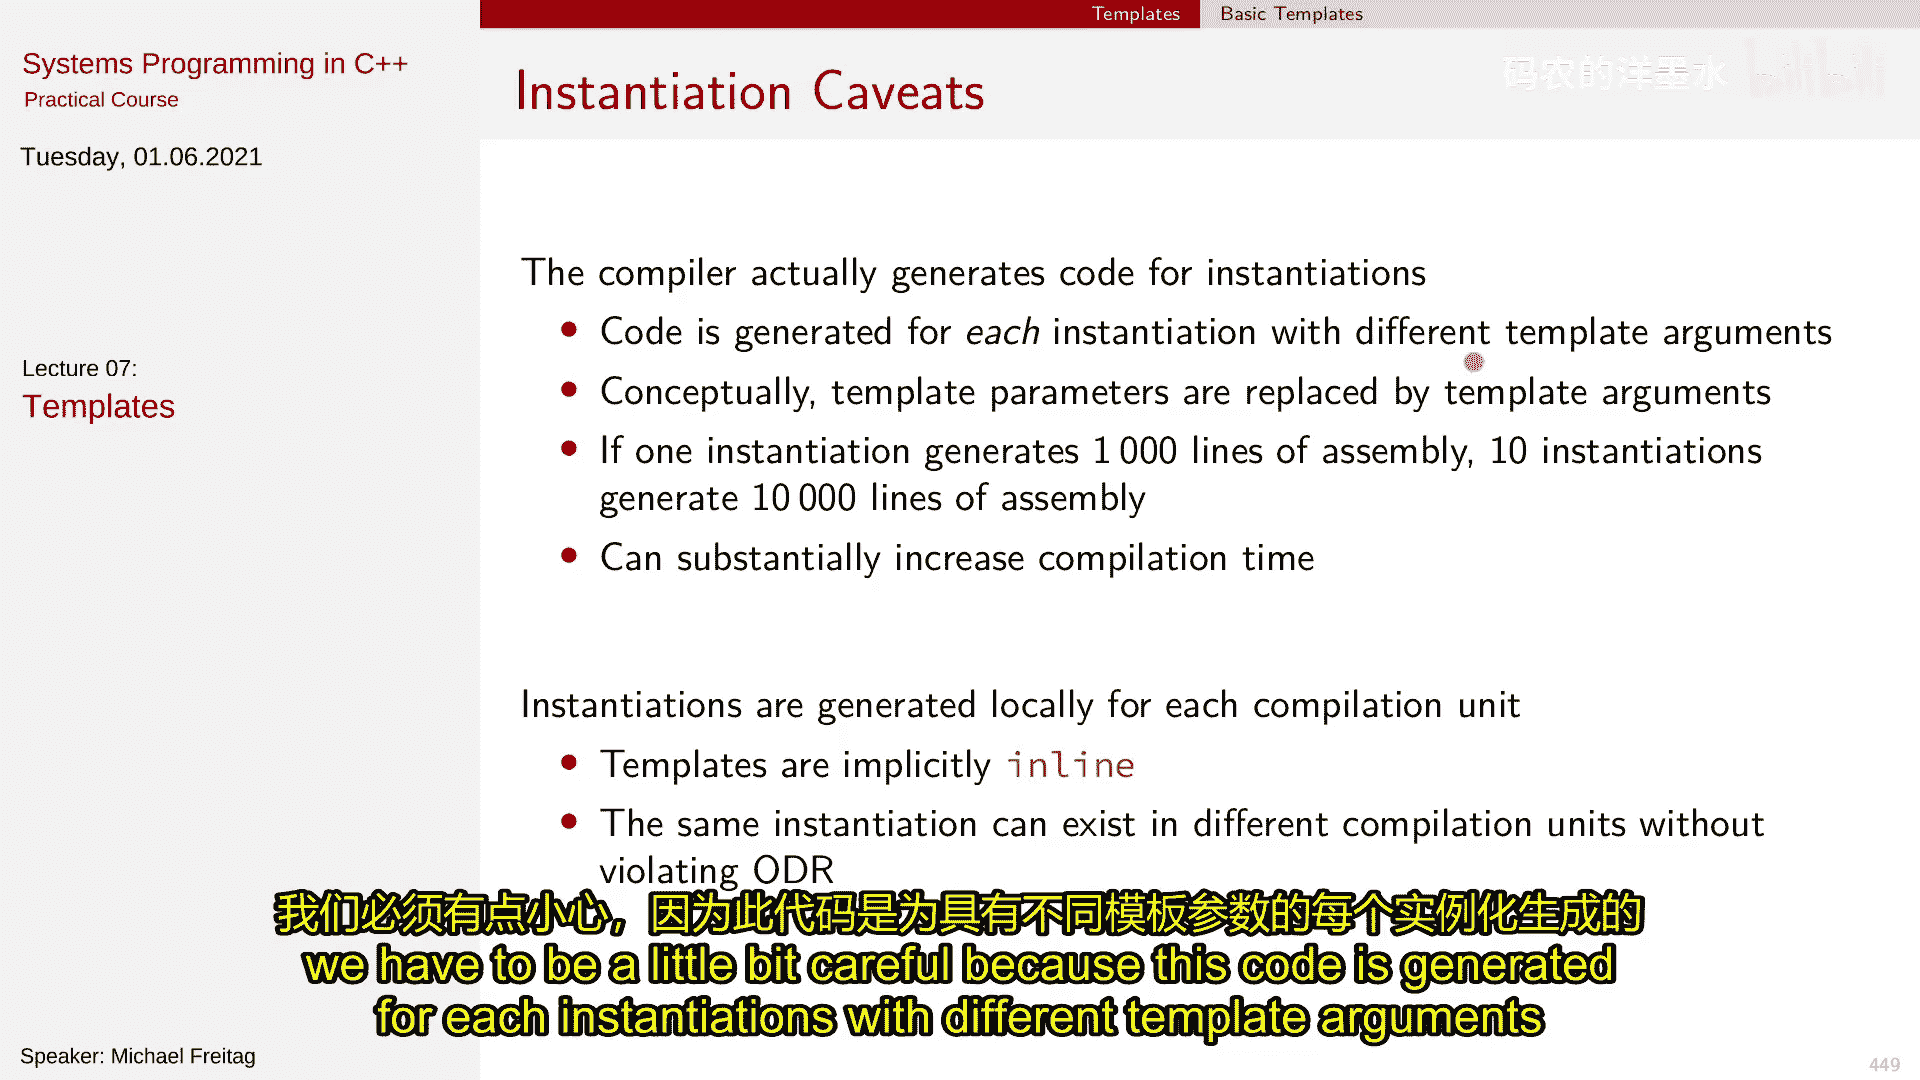 Templates
Basic Templates
Systems Programming in C++
Practical Course
Tuesday, 01.06.2021
Lecture 07:
Templates
Speaker: Michael Freitag
Instantiation Caveats
码农的洋墨水 bilibili
The compiler actually generates code for instantiations
Code is generated for each instantiation with different template arguments
Conceptually, template parameters are replaced by template arguments
If one instantiation generates 1 000 lines of assembly, 10 instantiations
generate 10 000 lines of assembly
Can substantially increase compilation time
Instantiations are generated locally for each compilation unit
Templates are implicitly inline
The same instantiation can exist in different compilation units without
violating ODR
我们必须有点小心，因为此代码是为具有不同模板参数的每个实例化生成的
we have to be a little bit careful because this code is generated
for each instantiations with different template arguments
449